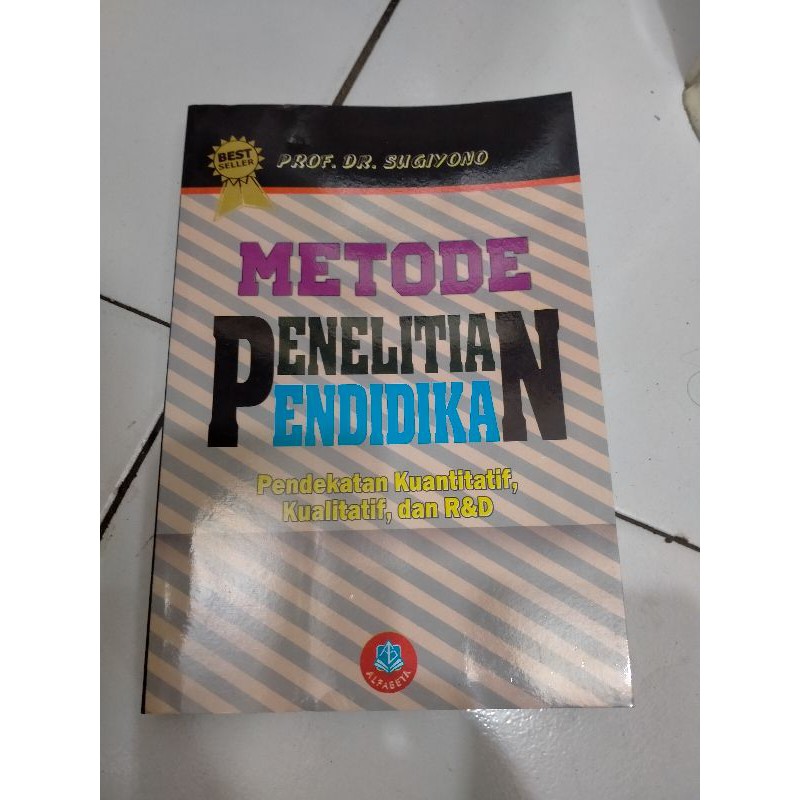 BEST
SELLER
PROF. DR. SUGIYONO
METODE
PENELITIAN
PENDIDIKAN
Pendekatan Kuantitatif,
Kualitatif, dan R&D
ALFABETA